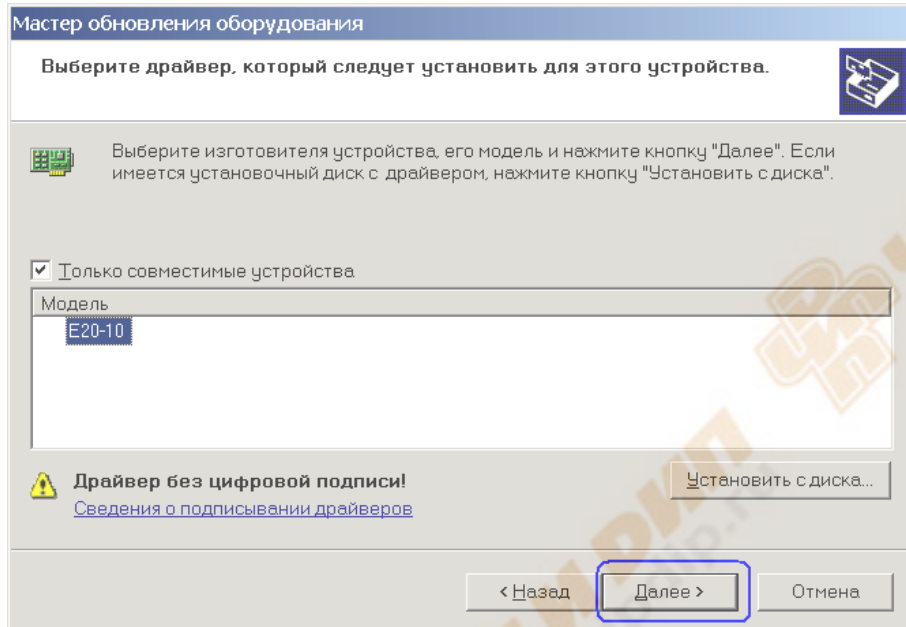 Мастер обновления оборудования
Выберите драйвер, который следует установить для этого устройства.
Выберите изготовителя устройства, его модель и нажмите кнопку "Далее". Если
имеется установочный диск с драйвером, нажмите кнопку "Установить с диска".
Только совместимые устройства
Модель
E20-10
Драйвер без цифровой подписи!
Установить с диска...
Сведения о подписывании драйверов
< Назад
Далее >
Отмена